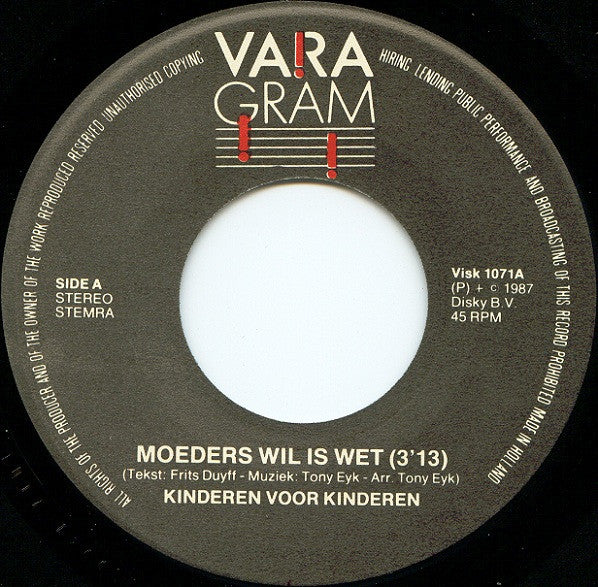 VARA
GRAM
ALL RIGHTS OF THE PRODUCER AND OF THE OWNER OF THE WORK REPRODUCED RESERVED UNAUTHORISED COPYING HIRING LENDING PUBLIC PERFORMANCE AND BROADCASTING OF THIS RECORD PROHIBITED MADE IN HOLLAND
SIDE A
STEREO
STEMRA
Visk 1071A
(P) + © 1987
Disky B.V.
45 RPM
MOEDERS WIL IS WET (3'13)
(Tekst: Frits Duyff - Muziek: Tony Eyk - Arr. Tony Eyk)
KINDEREN VOOR KINDEREN